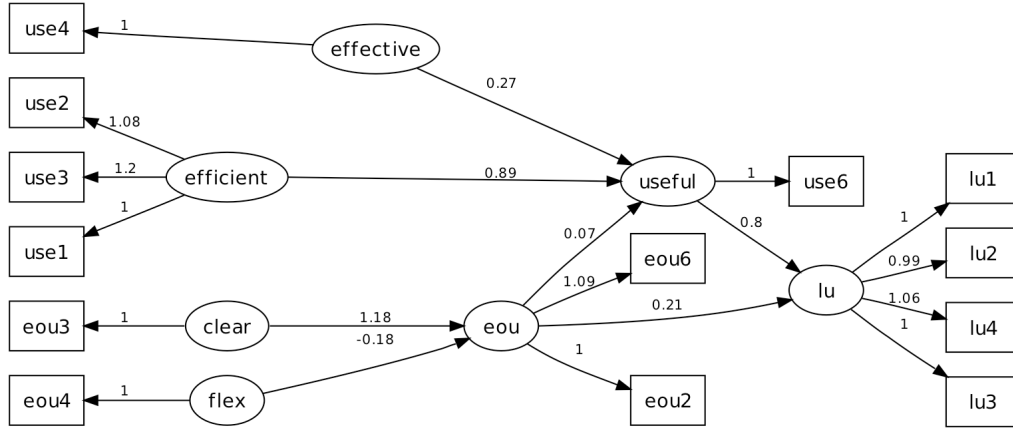 use4
1
effective
use2
1.08
0.27
use3
1.2
efficient
0.89
useful
1
use6
lu1
use1
1
0.07
0.8
1
lu2
eou6
0.99
1.09
lu
eou3
1
clear
1.18
eou
0.21
1.06
lu4
-0.18
1
1
eou4
1
flex
eou2
lu3